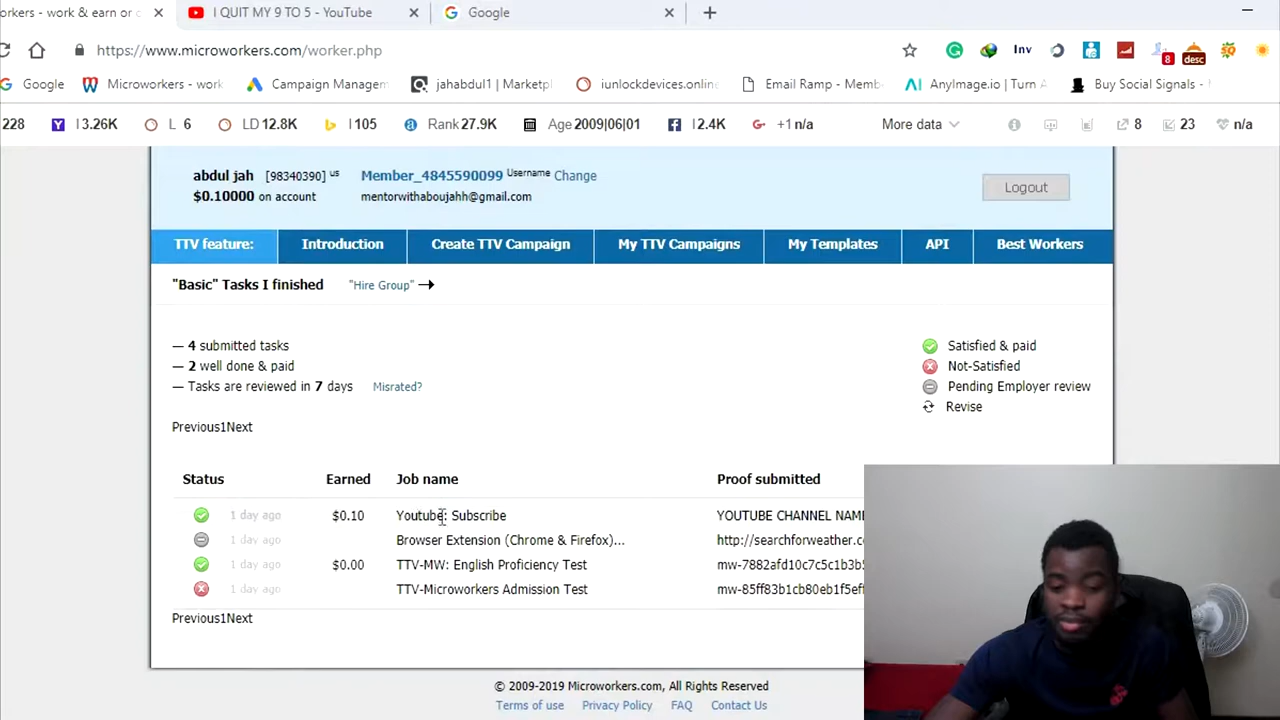 orkers - work & earn or c
I QUIT MY 9 TO 5 - YouTube
Google
https://www.microworkers.com/worker.php
Inv
8
desc
SQ
Google
Microworkers - work
Campaign Managem
jahabdul1 | Marketpl
iunlockdevices.online
Email Ramp - Memb
AnyImage.io | Turn A
Buy Social Signals -
228
I 3.26K
L 6
LD 12.8K
I 105
Rank 27.9K
Age 2009|06|01
I 2.4K
+1 n/a
More data
8
23
n/a
abdul jah [98340390] us
Member_4845590099 Username Change
$0.10000 on account
mentorwithaboujahh@gmail.com
Logout
TTV feature:
Introduction
Create TTV Campaign
My TTV Campaigns
My Templates
API
Best Workers
"Basic" Tasks I finished
"Hire Group"
— 4 submitted tasks
— 2 well done & paid
— Tasks are reviewed in 7 days
Misrated?
Satisfied & paid
Not-Satisfied
Pending Employer review
Revise
Previous1Next
Status
Earned
Job name
Proof submitted
1 day ago
$0.10
Youtube: Subscribe
YOUTUBE CHANNEL NAM
1 day ago
Browser Extension (Chrome & Firefox)...
http://searchforweather.c
1 day ago
$0.00
TTV-MW: English Proficiency Test
mw-7882afd10c7c5c1b3b
1 day ago
TTV-Microworkers Admission Test
mw-85ff83b1cb80eb1f5eff
Previous1Next
© 2009-2019 Microworkers.com, All Rights Reserved
Terms of use
Privacy Policy
FAQ
Contact Us